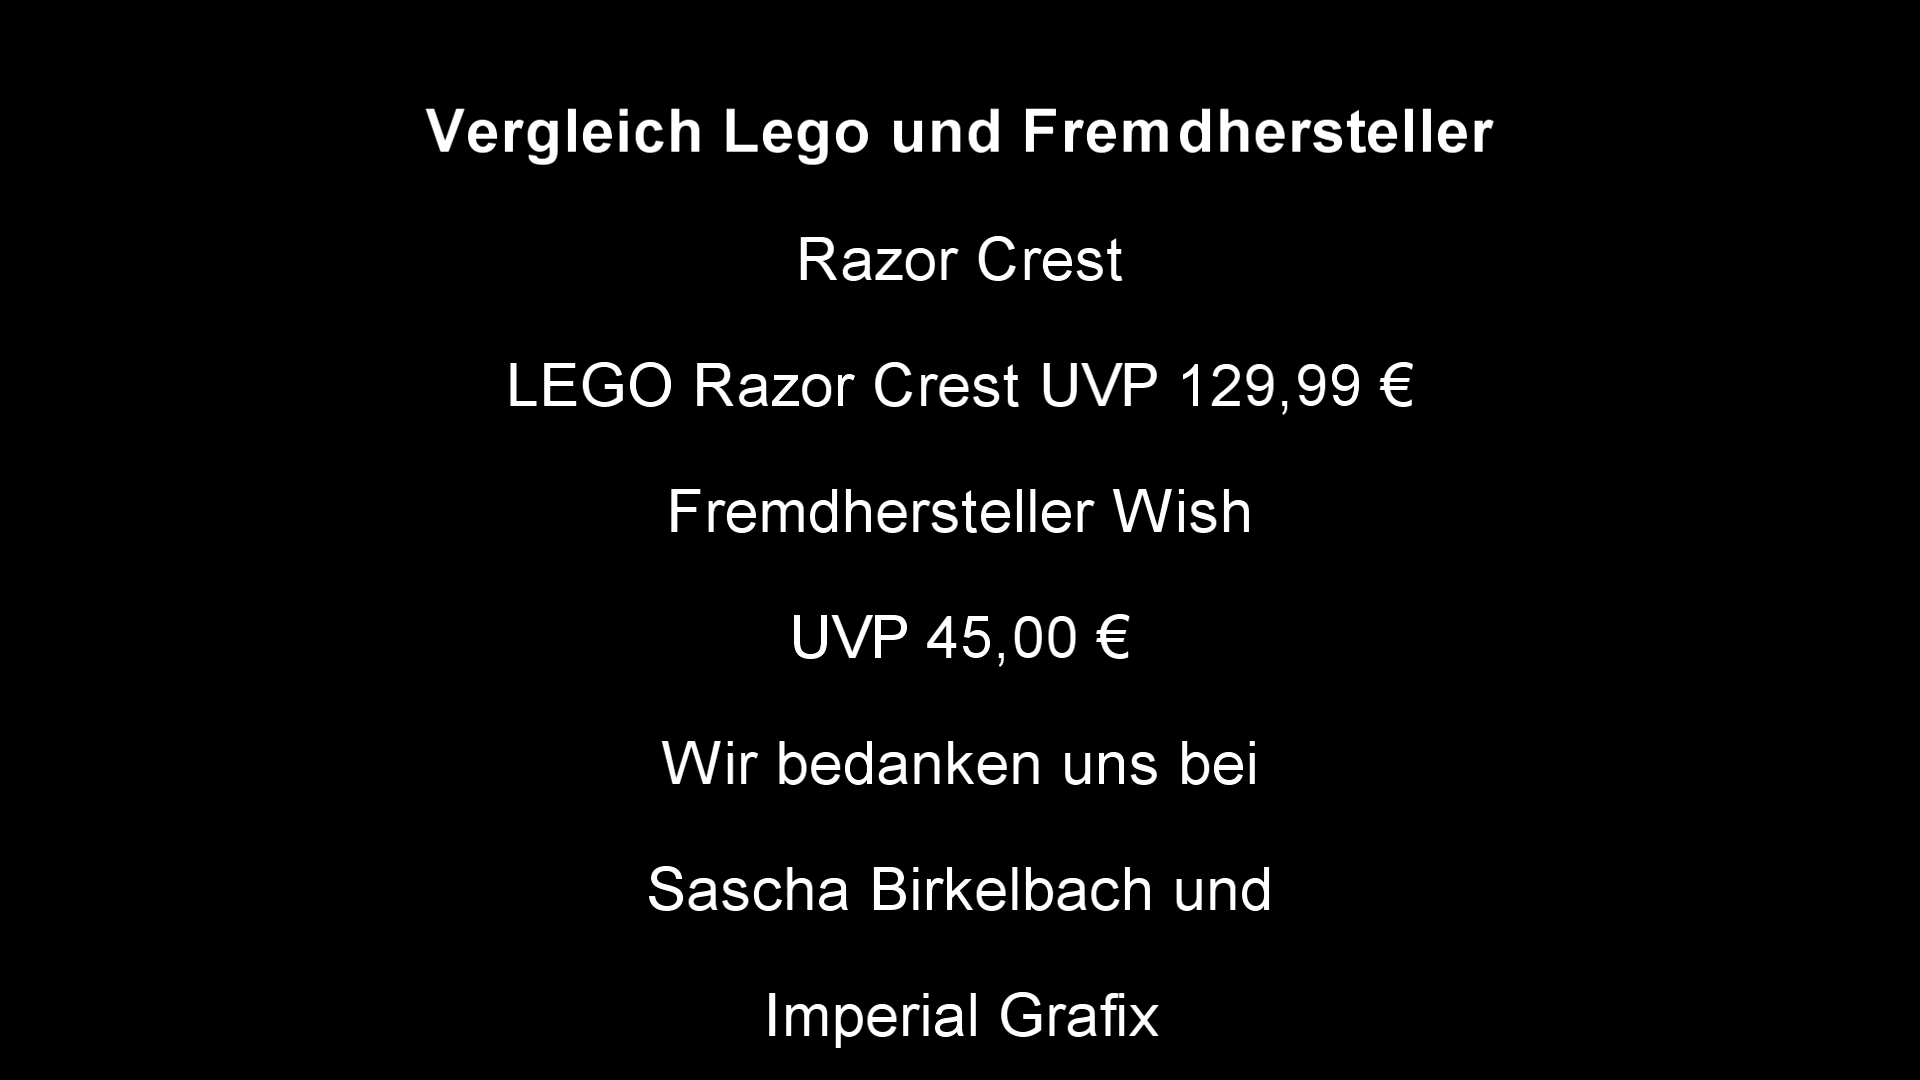 Vergleich Lego und Fremdhersteller
Razor Crest
LEGO Razor Crest UVP 129,99 €
Fremdhersteller Wish
UVP 45,00 €
Wir bedanken uns bei
Sascha Birkelbach und
Imperial Grafix